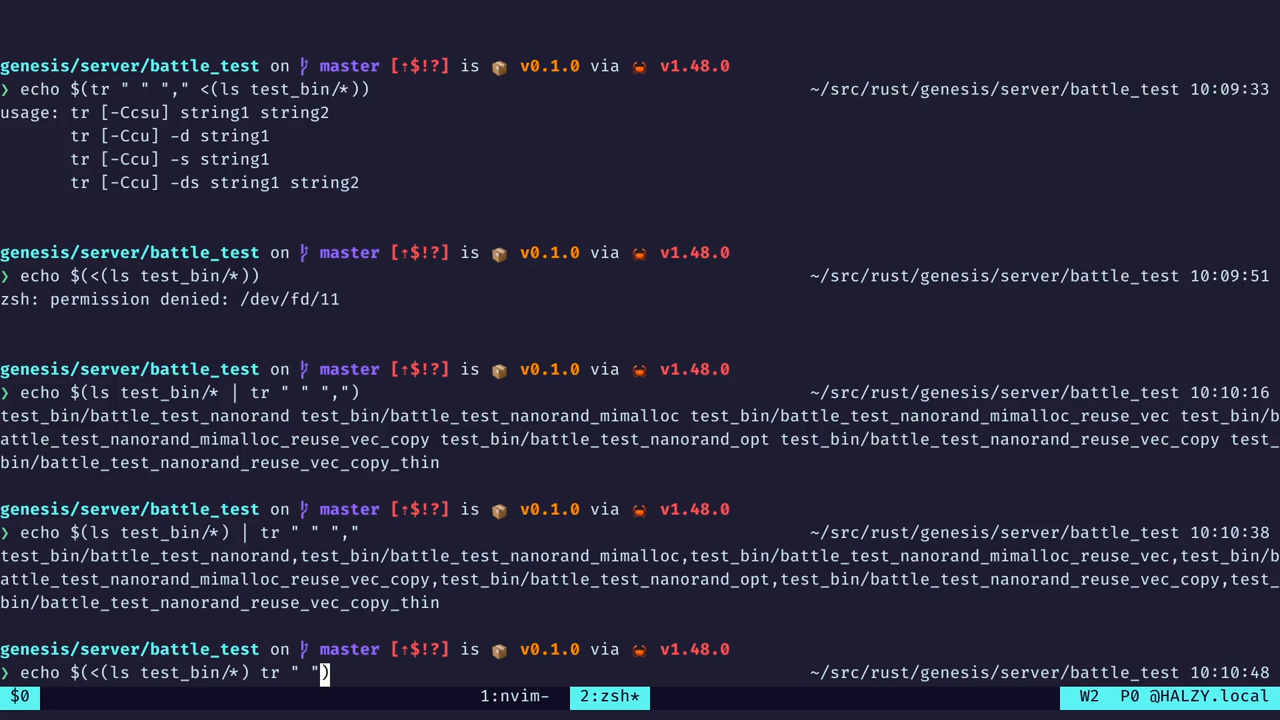 genesis/server/battle_test on master [⇡$!?] is 📦 v0.1.0 via 🦀 v1.48.0
❯ echo $(tr " " "," <(ls test_bin/*)) ~/src/rust/genesis/server/battle_test 10:09:33
usage: tr [-Ccsu] string1 string2
tr [-Ccu] -d string1
tr [-Ccu] -s string1
tr [-Ccu] -ds string1 string2
genesis/server/battle_test on master [⇡$!?] is 📦 v0.1.0 via 🦀 v1.48.0
❯ echo $(<(ls test_bin/*)) ~/src/rust/genesis/server/battle_test 10:09:51
zsh: permission denied: /dev/fd/11
genesis/server/battle_test on master [⇡$!?] is 📦 v0.1.0 via 🦀 v1.48.0
❯ echo $(ls test_bin/* | tr " " ",") ~/src/rust/genesis/server/battle_test 10:10:16
test_bin/battle_test_nanorand test_bin/battle_test_nanorand_mimalloc test_bin/battle_test_nanorand_mimalloc_reuse_vec test_bin/b
attle_test_nanorand_mimalloc_reuse_vec_copy test_bin/battle_test_nanorand_opt test_bin/battle_test_nanorand_reuse_vec_copy test_
bin/battle_test_nanorand_reuse_vec_copy_thin
genesis/server/battle_test on master [⇡$!?] is 📦 v0.1.0 via 🦀 v1.48.0
❯ echo $(ls test_bin/*) | tr " " "," ~/src/rust/genesis/server/battle_test 10:10:38
test_bin/battle_test_nanorand,test_bin/battle_test_nanorand_mimalloc,test_bin/battle_test_nanorand_mimalloc_reuse_vec,test_bin/b
attle_test_nanorand_mimalloc_reuse_vec_copy,test_bin/battle_test_nanorand_opt,test_bin/battle_test_nanorand_reuse_vec_copy,test_
bin/battle_test_nanorand_reuse_vec_copy_thin
genesis/server/battle_test on master [⇡$!?] is 📦 v0.1.0 via 🦀 v1.48.0
❯ echo $(<(ls test_bin/*) tr " ") ~/src/rust/genesis/server/battle_test 10:10:48
$0 1:nvim- 2:zsh* W2 P0 @HALZY.local